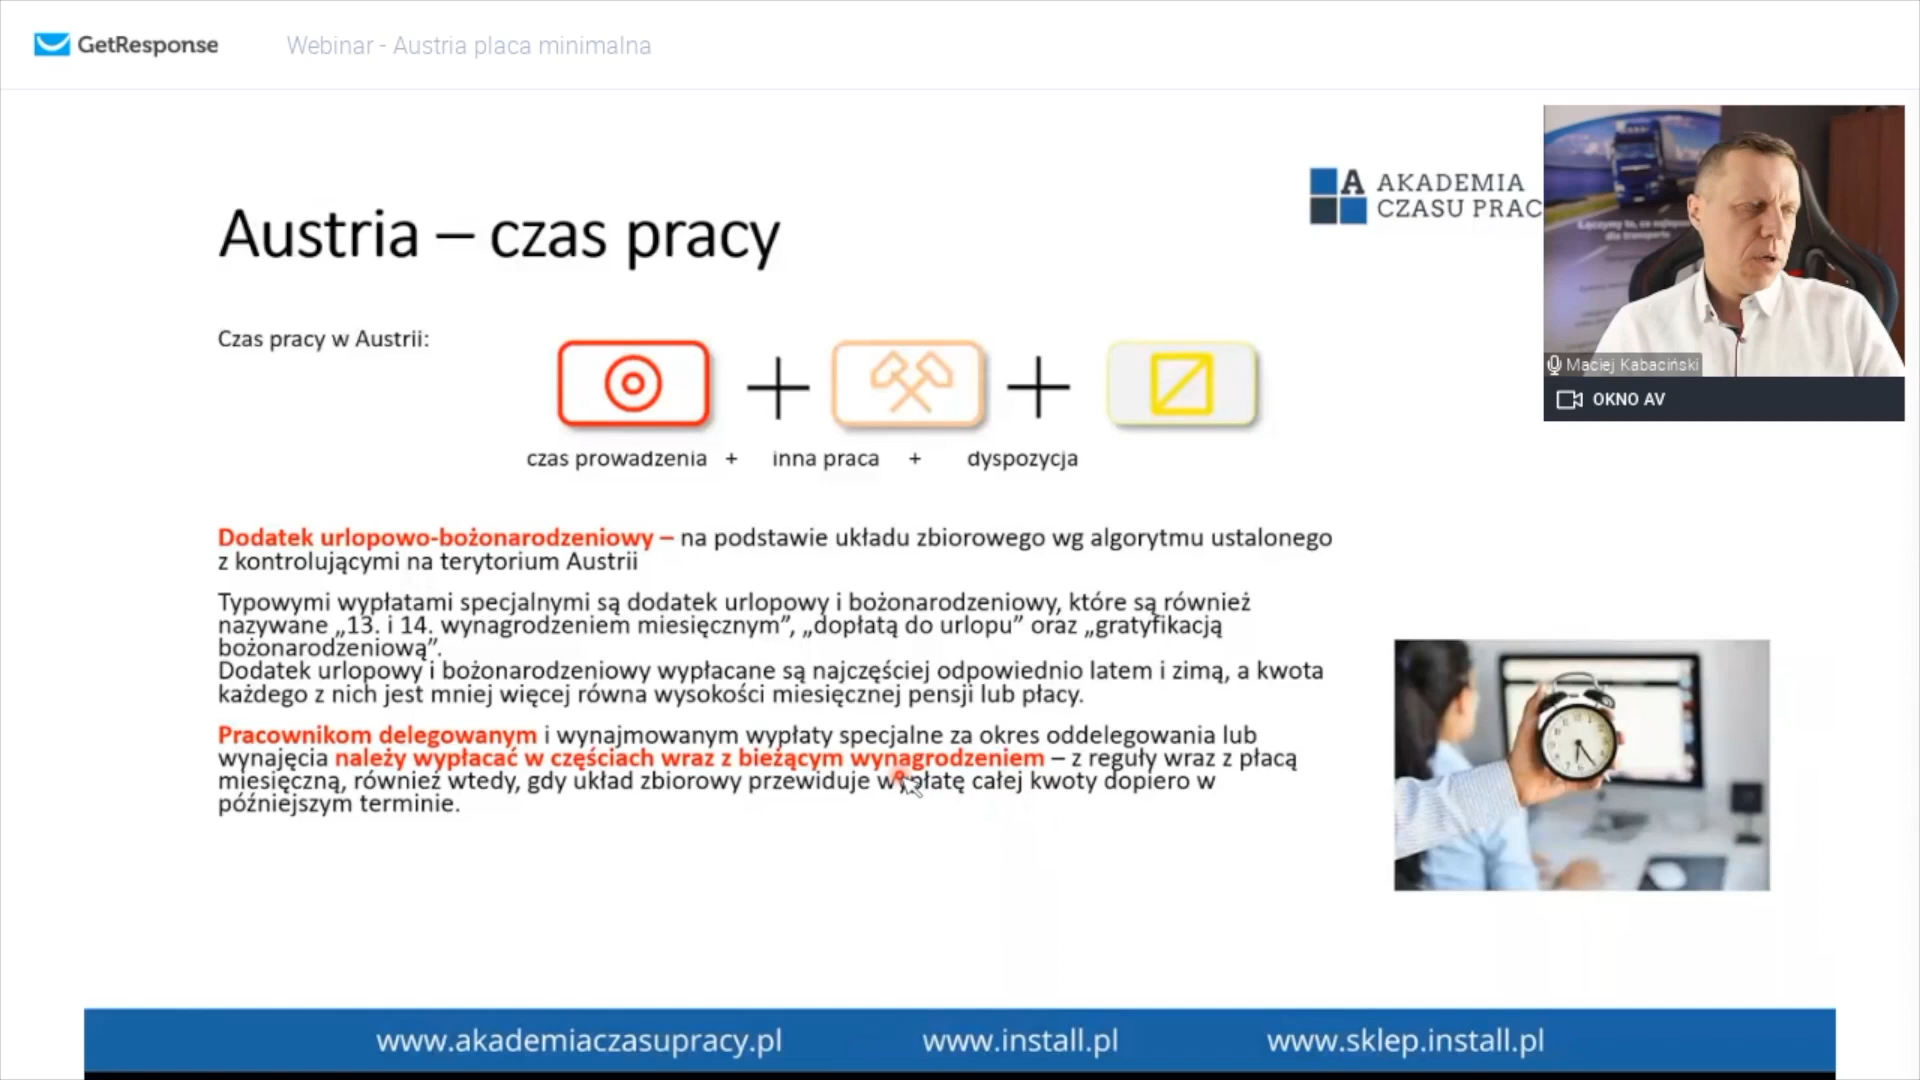 GetResponse
Webinar - Austria placa minimalna
A AKADEMIA
CZASU PRAC
Austria – czas pracy
Czas pracy w Austrii:
czas prowadzenia + inna praca + dyspozycja
Dodatek urlopowo-bożonarodzeniowy – na podstawie układu zbiorowego wg algorytmu ustalonego
z kontrolującymi na terytorium Austrii
Typowymi wypłatami specjalnymi są dodatek urlopowy i bożonarodzeniowy, które są również
nazywane „13. i 14. wynagrodzeniem miesięcznym”, „dopłatą do urlopu” oraz „gratyfikacją
bożonarodzeniową”.
Dodatek urlopowy i bożonarodzeniowy wypłacane są najczęściej odpowiednio latem i zimą, a kwota
każdego z nich jest mniej więcej równa wysokości miesięcznej pensji lub płacy.
Pracownikom delegowanym i wynajmowanym wypłaty specjalne za okres oddelegowania lub
wynajęcia należy wypłacać w częściach wraz z bieżącym wynagrodzeniem – z reguły wraz z płacą
miesięczną, również wtedy, gdy układ zbiorowy przewiduje wypłatę całej kwoty dopiero w
późniejszym terminie.
Maciej Kabaciński
OKNO AV
www.akademiaczasupracy.pl www.install.pl www.sklep.install.pl